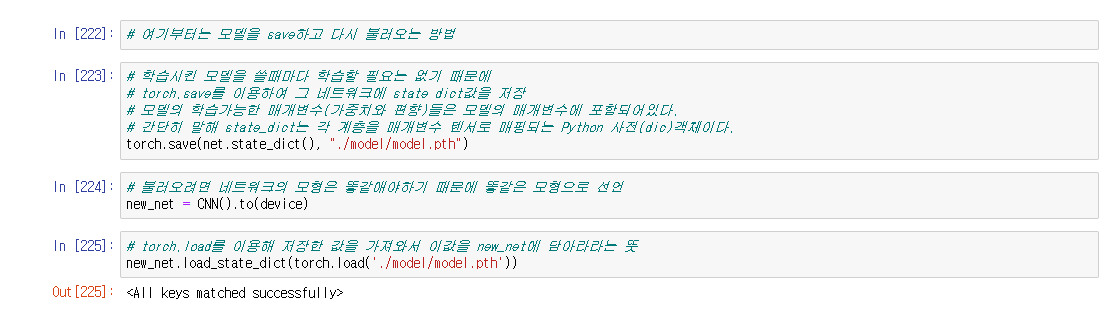 In [222]: # 여기부터는 모델을 save하고 다시 불러오는 방법
In [223]: # 학습시킨 모델을 쓸때마다 학습할 필요는 없기 때문에
# torch.save를 이용하여 그 네트워크에 state dict값을 저장
# 모델의 학습가능한 매개변수(가중치와 편향)들은 모델의 매개변수에 포함되어있다.
# 간단히 말해 state_dict는 각 계층을 매개변수 텐서로 매핑되는 Python 사전(dic)객체이다.
torch.save(net.state_dict(), "./model/model.pth")
In [224]: # 불러오려면 네트워크의 모형은 똘같애야하기 때문에 똘같은 모형으로 선언
new_net = CNN().to(device)
In [225]: # torch.load를 이용해 저장한 값을 가져와서 이값을 new_net에 담아라라는 뜻
new_net.load_state_dict(torch.load('./model/model.pth'))
Out[225]: <All keys matched successfully>